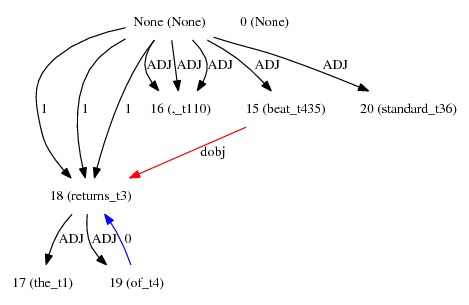 None (None) 0 (None)
ADJ ADJ ADJ ADJ ADJ
1 1 1 16 (,_t110) 15 (beat_t435) 20 (standard_t36)
dobj
18 (returns_t3)
ADJ ADJ 0
17 (the_t1) 19 (of_t4)